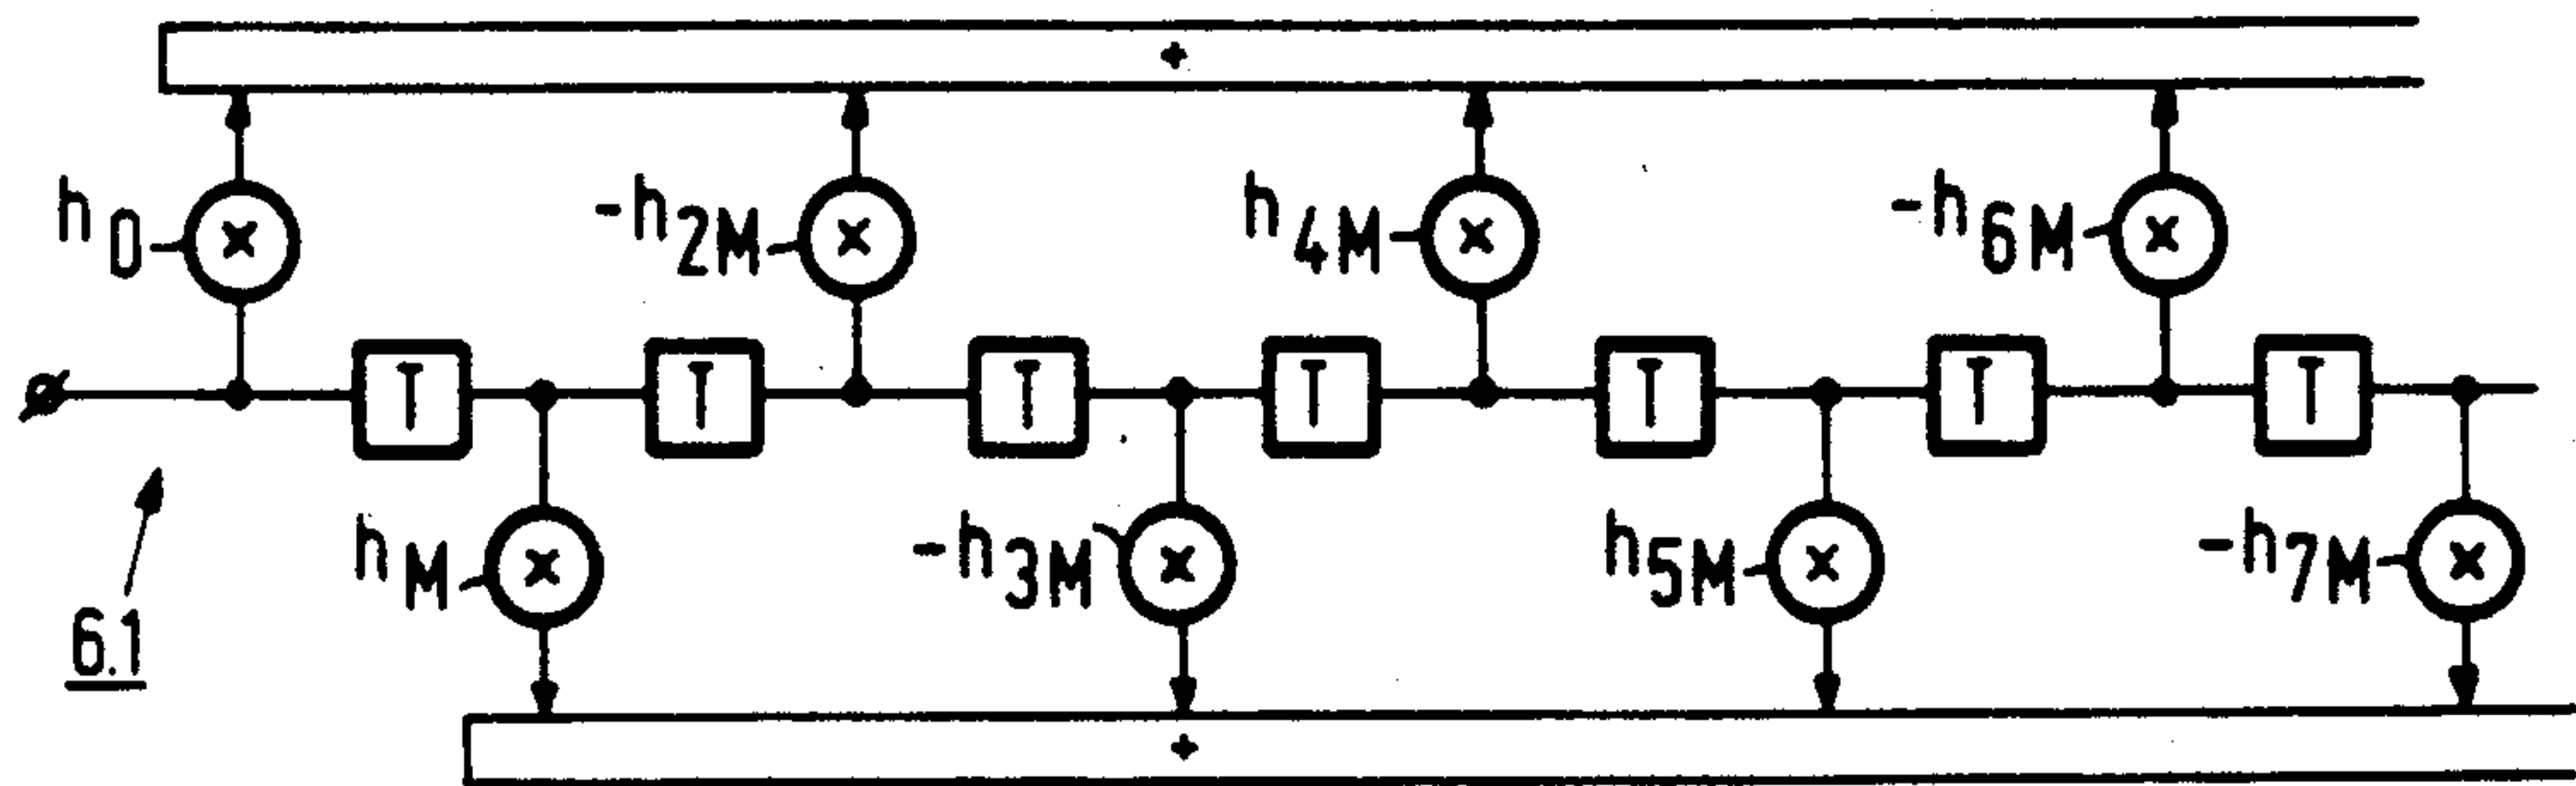 +
h0 -h2M h4M -h6M
× × × ×
T T T T T T T
hM -h3M h5M -h7M
× × × ×
6.1
+